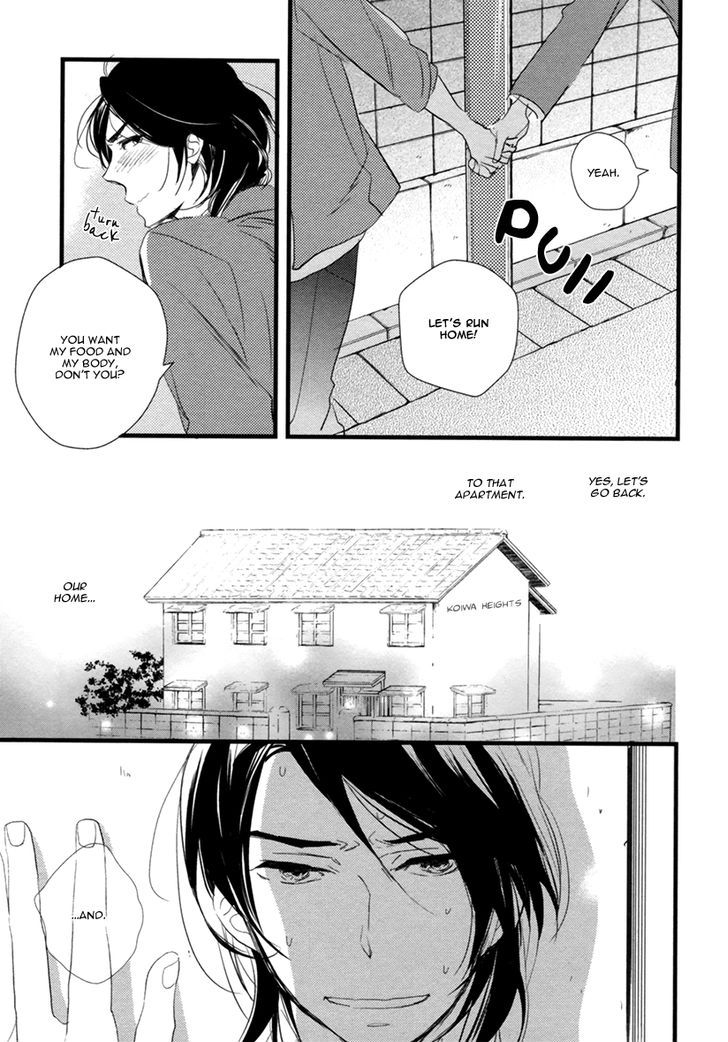 YEAH.
PUH
LET'S RUN
HOME!
turn
back
YOU WANT
MY FOOD AND
MY BODY,
DON'T YOU?
YES, LET'S
GO BACK.
TO THAT
APARTMENT.
KOIWA HEIGHTS
OUR
HOME...
...AND.